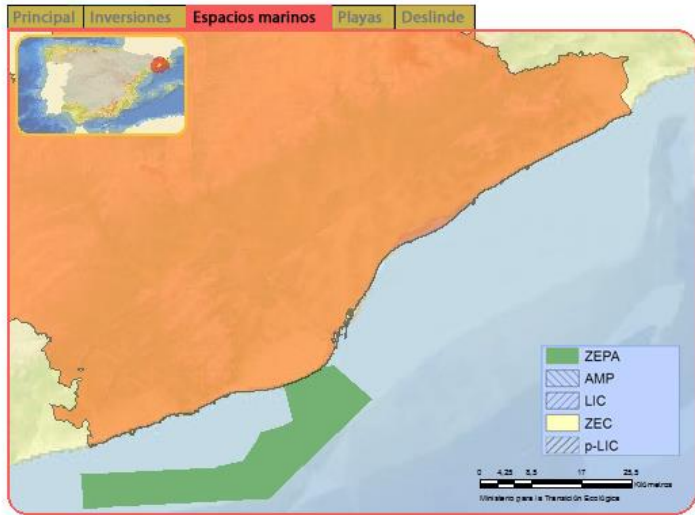 Principal Inversiones Espacios marinos Playas Deslinde
ZEPA
AMP
LIC
ZEC
p-LIC
0 4,25 8,5 17 25,5
Kilómetros
Ministerio para la Transición Ecológica